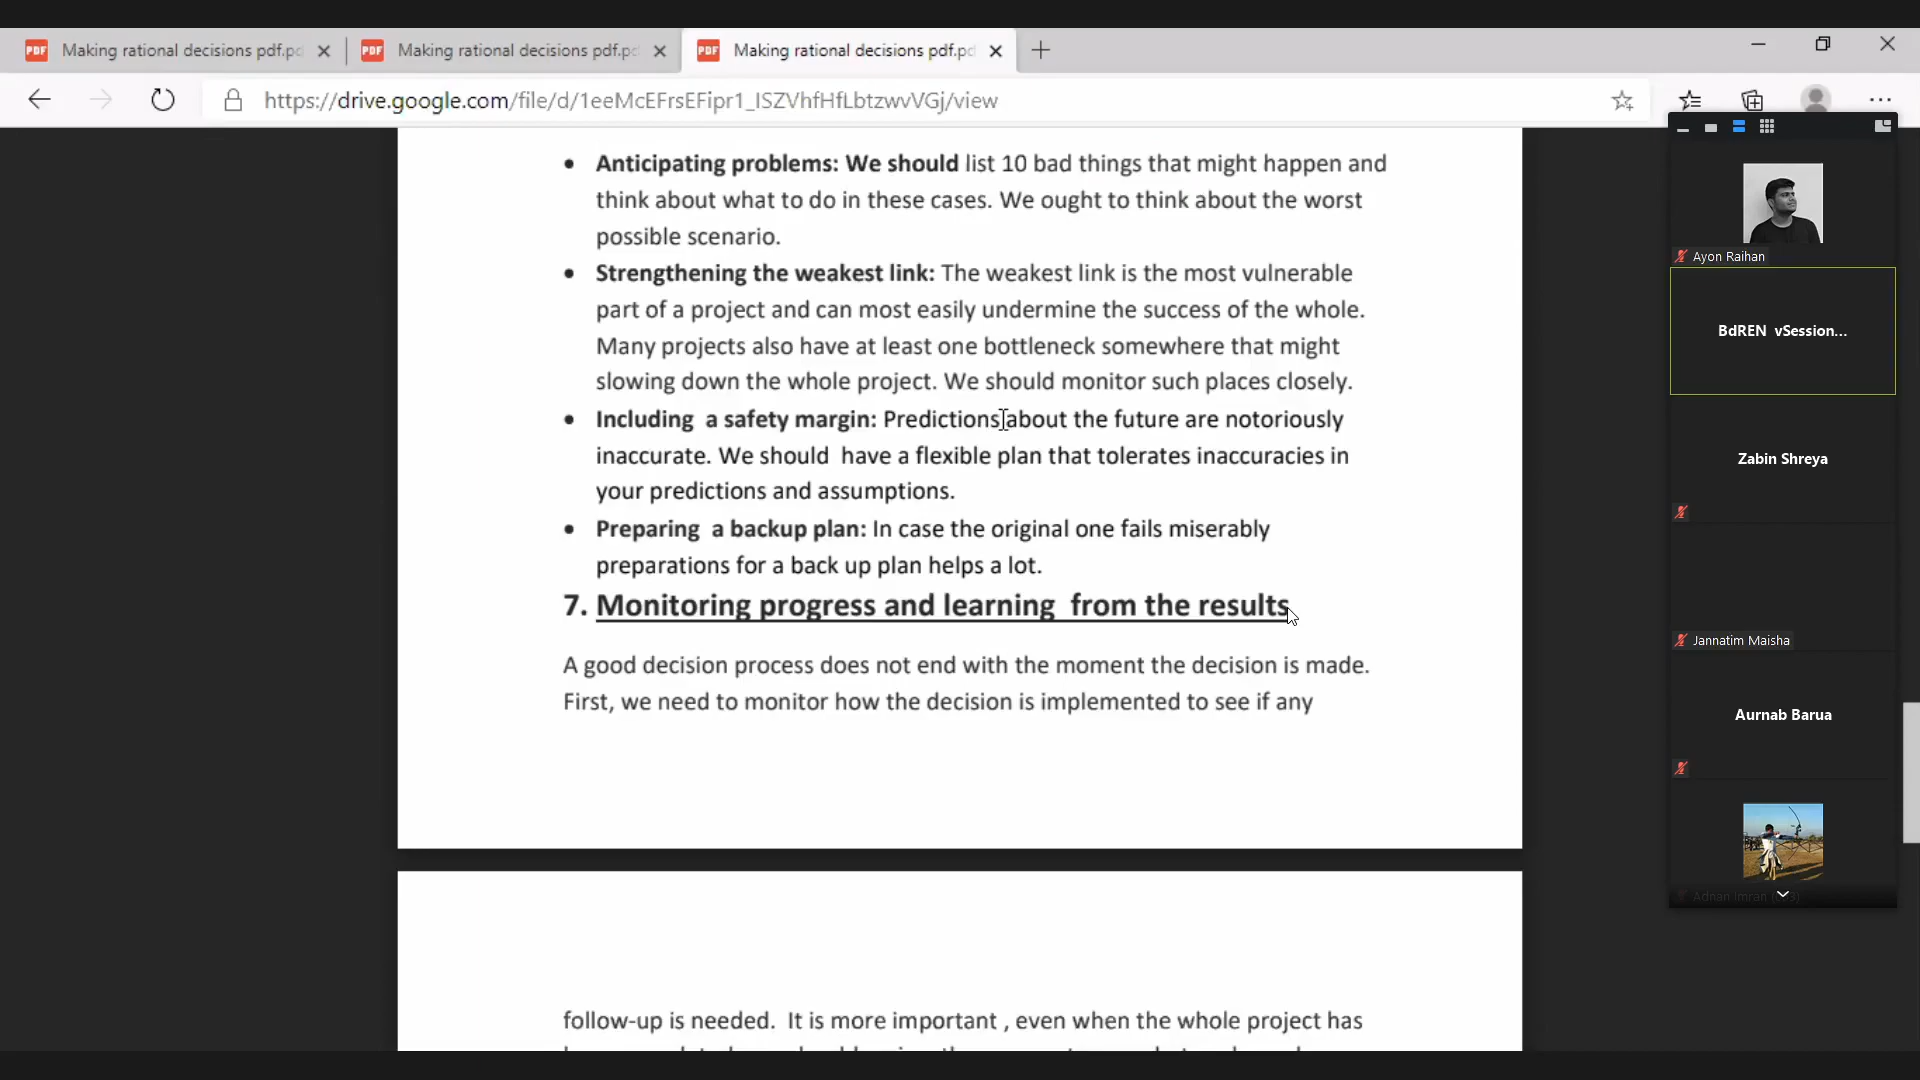 Making rational decisions pdf.pd
Making rational decisions pdf.pd
Making rational decisions pdf.pd
https://drive.google.com/file/d/1eeMcEFrsEFipr1_ISZVhfHfLbtzwvVGj/view
• Anticipating problems: We should list 10 bad things that might happen and
think about what to do in these cases. We ought to think about the worst
possible scenario.
• Strengthening the weakest link: The weakest link is the most vulnerable
part of a project and can most easily undermine the success of the whole.
Many projects also have at least one bottleneck somewhere that might
slowing down the whole project. We should monitor such places closely.
• Including a safety margin: Predictions about the future are notoriously
inaccurate. We should have a flexible plan that tolerates inaccuracies in
your predictions and assumptions.
• Preparing a backup plan: In case the original one fails miserably
preparations for a back up plan helps a lot.
7. Monitoring progress and learning from the results
A good decision process does not end with the moment the decision is made.
First, we need to monitor how the decision is implemented to see if any
follow-up is needed. It is more important , even when the whole project has
Ayon Raihan
BdREN vSession...
Zabin Shreya
Jannatim Maisha
Aurnab Barua
Adnan Imran